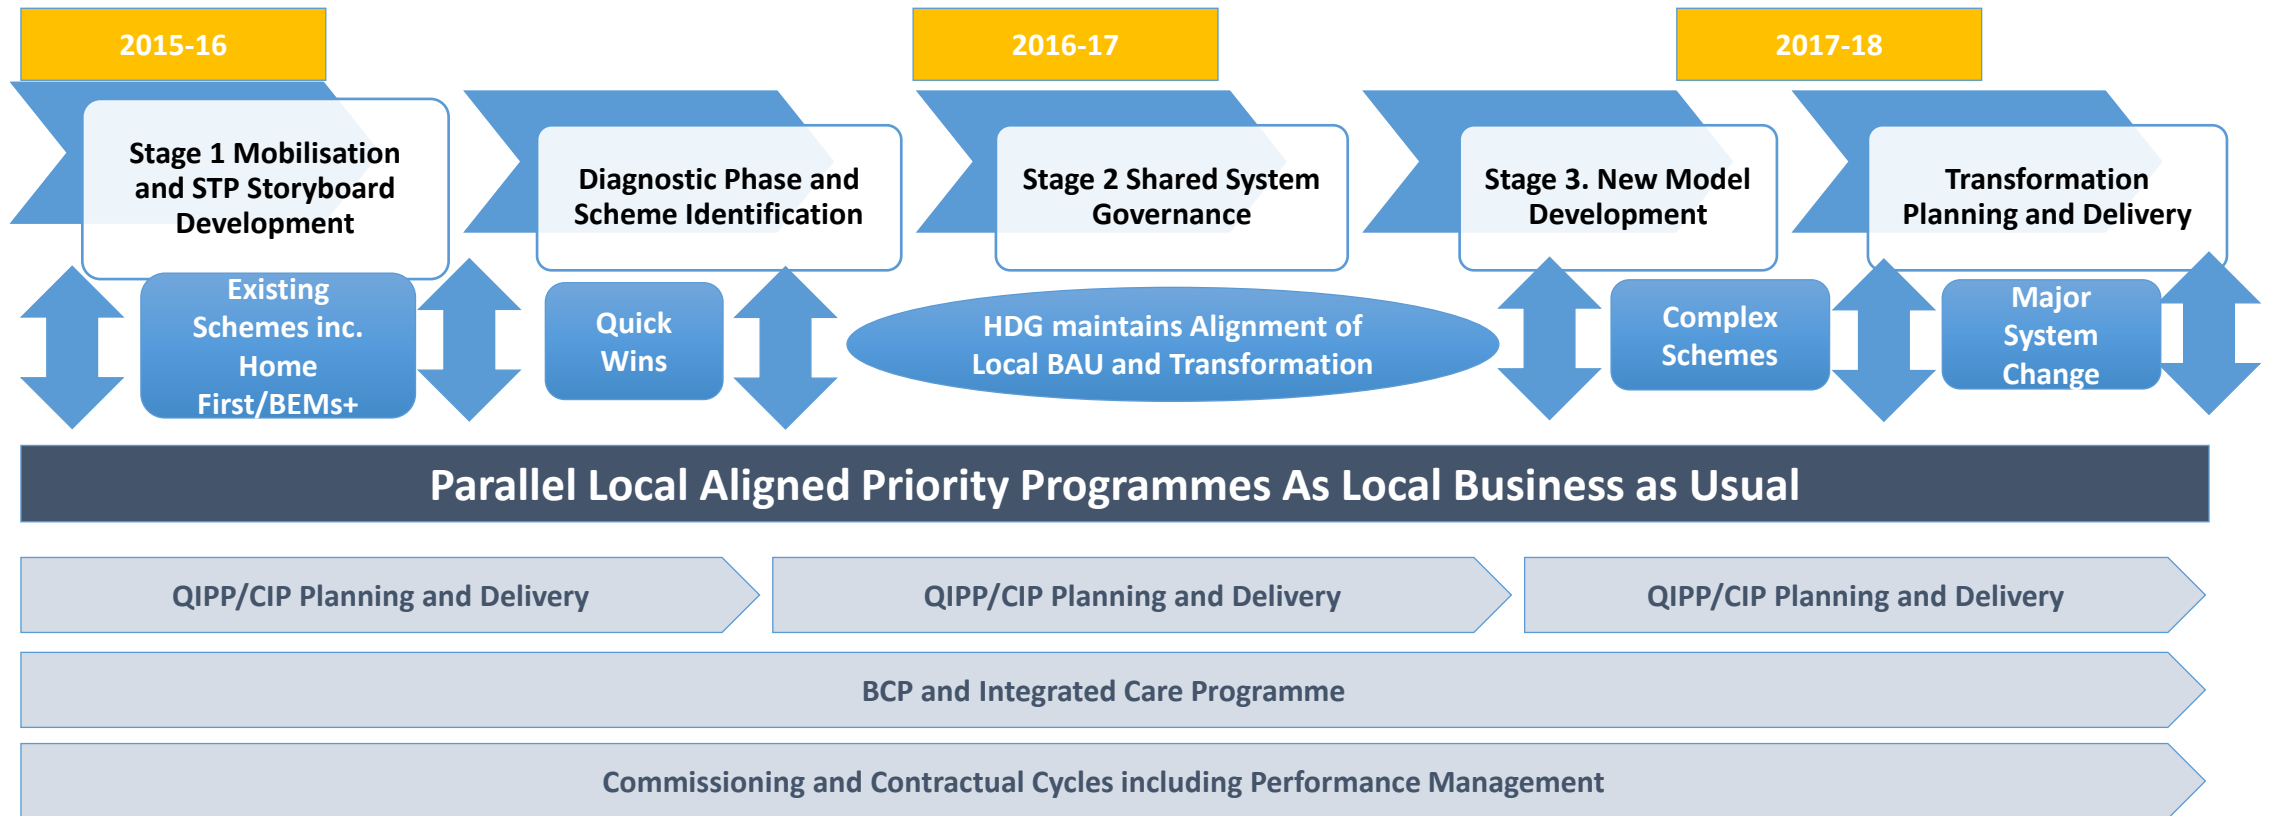 2015-16
2016-17
2017-18
Stage 1 Mobilisation
and STP Storyboard
Development
Diagnostic Phase and
Scheme Identification
Stage 2 Shared System
Governance
Stage 3. New Model
Development
Transformation
Planning and Delivery
Existing
Schemes inc.
Home
First/BEMs+
Quick
Wins
HDG maintains Alignment of
Local BAU and Transformation
Complex
Schemes
Major
System
Change
Parallel Local Aligned Priority Programmes As Local Business as Usual
QIPP/CIP Planning and Delivery
QIPP/CIP Planning and Delivery
QIPP/CIP Planning and Delivery
BCP and Integrated Care Programme
Commissioning and Contractual Cycles including Performance Management